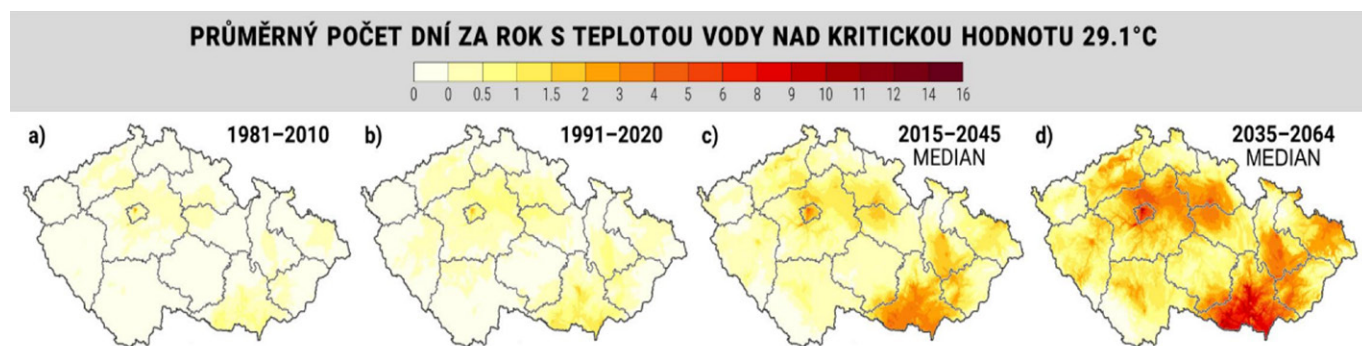 PRŮMĚRNÝ POČET DNÍ ZA ROK S TEPLOTOU VODY NAD KRITICKOU HODNOTU 29.1°C
0 0 0.5 1 1.5 2 3 4 5 6 8 9 10 11 12 14 16
a) 1981–2010
b) 1991–2020
c) 2015–2045
MEDIAN
d) 2035–2064
MEDIAN